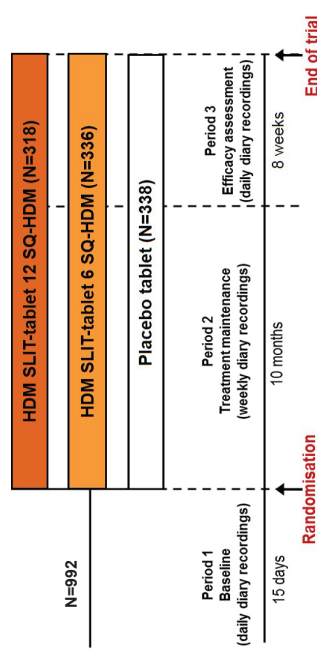 HDM SLIT-tablet 12 SQ-HDM (N=318)
HDM SLIT-tablet 6 SQ-HDM (N=336)
N=992
Placebo tablet (N=338)
Period 1
Baseline
(daily diary recordings)
Period 2
Treatment maintenance
(weekly diary recordings)
Period 3
Efficacy assessment
(daily diary recordings)
15 days
10 months
8 weeks
Randomisation
End of trial